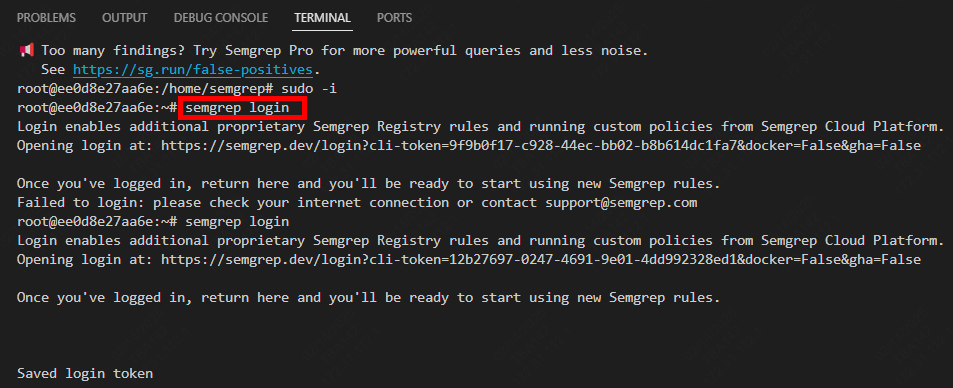 PROBLEMS OUTPUT DEBUG CONSOLE TERMINAL PORTS
📢 Too many findings? Try Semgrep Pro for more powerful queries and less noise.
See https://sg.run/false-positives.
root@ee0d8e27aa6e:/home/semgrep# sudo -i
root@ee0d8e27aa6e:~# semgrep login
Login enables additional proprietary Semgrep Registry rules and running custom policies from Semgrep Cloud Platform.
Opening login at: https://semgrep.dev/login?cli-token=9f9b0f17-c928-44ec-bb02-b8b614dc1fa7&docker=False&gha=False
Once you've logged in, return here and you'll be ready to start using new Semgrep rules.
Failed to login: please check your internet connection or contact support@semgrep.com
root@ee0d8e27aa6e:~# semgrep login
Login enables additional proprietary Semgrep Registry rules and running custom policies from Semgrep Cloud Platform.
Opening login at: https://semgrep.dev/login?cli-token=12b27697-0247-4691-9e01-4dd992328ed1&docker=False&gha=False
Once you've logged in, return here and you'll be ready to start using new Semgrep rules.
Saved login token